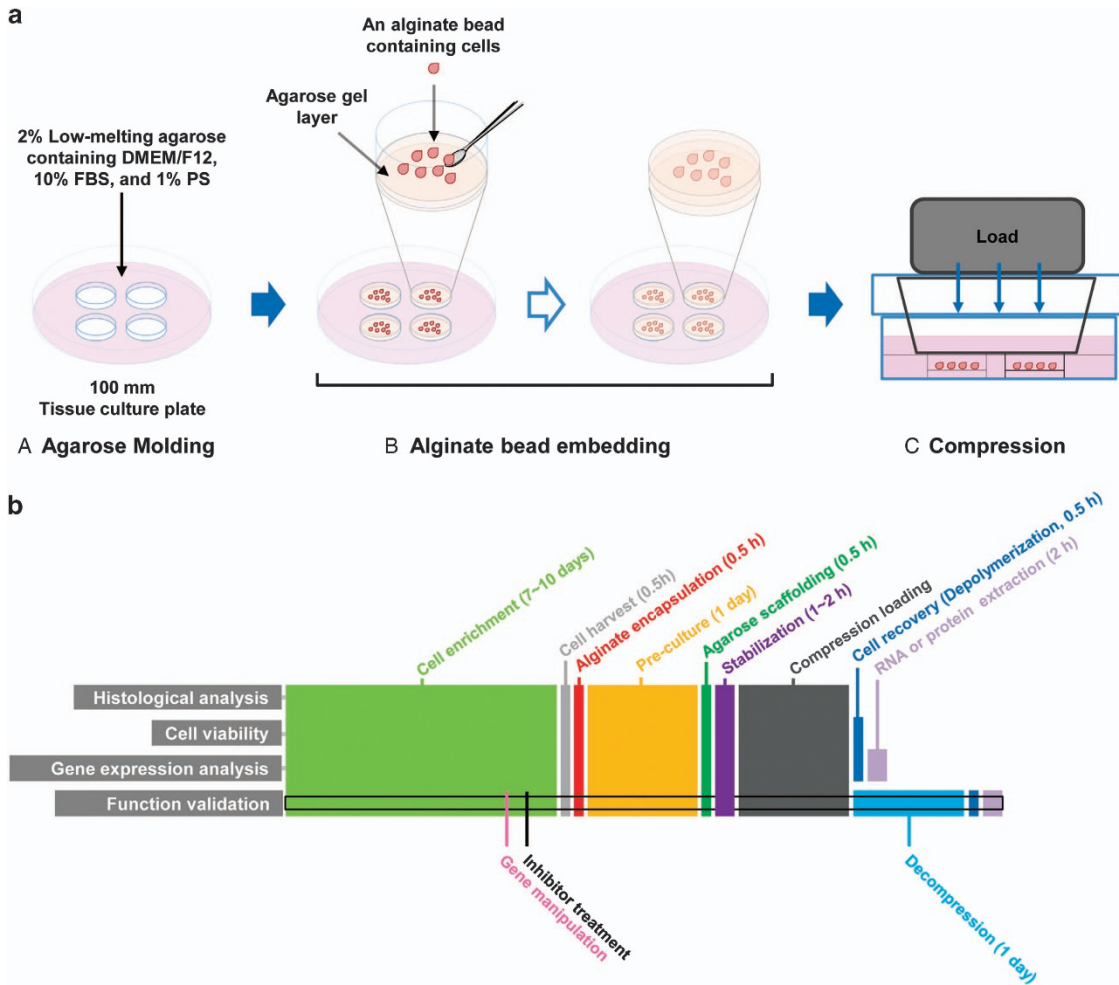 a
An alginate bead
containing cells
Agarose gel
layer
2% Low-melting agarose
containing DMEM/F12,
10% FBS, and 1% PS
Load
100 mm
Tissue culture plate
A Agarose Molding
B Alginate bead embedding
C Compression
b
Cell enrichment (7~10 days)
Cell harvest (0.5h)
Alginate encapsulation (0.5 h)
Pre-culture (1 day)
Agarose scaffolding (0.5 h)
Stabilization (1~2 h)
Compression loading
Cell recovery (Depolymerization, 0.5 h)
RNA or protein extraction (2 h)
Histological analysis
Cell viability
Gene expression analysis
Function validation
Gene manipulation
Inhibitor treatment
Decompression (1 day)